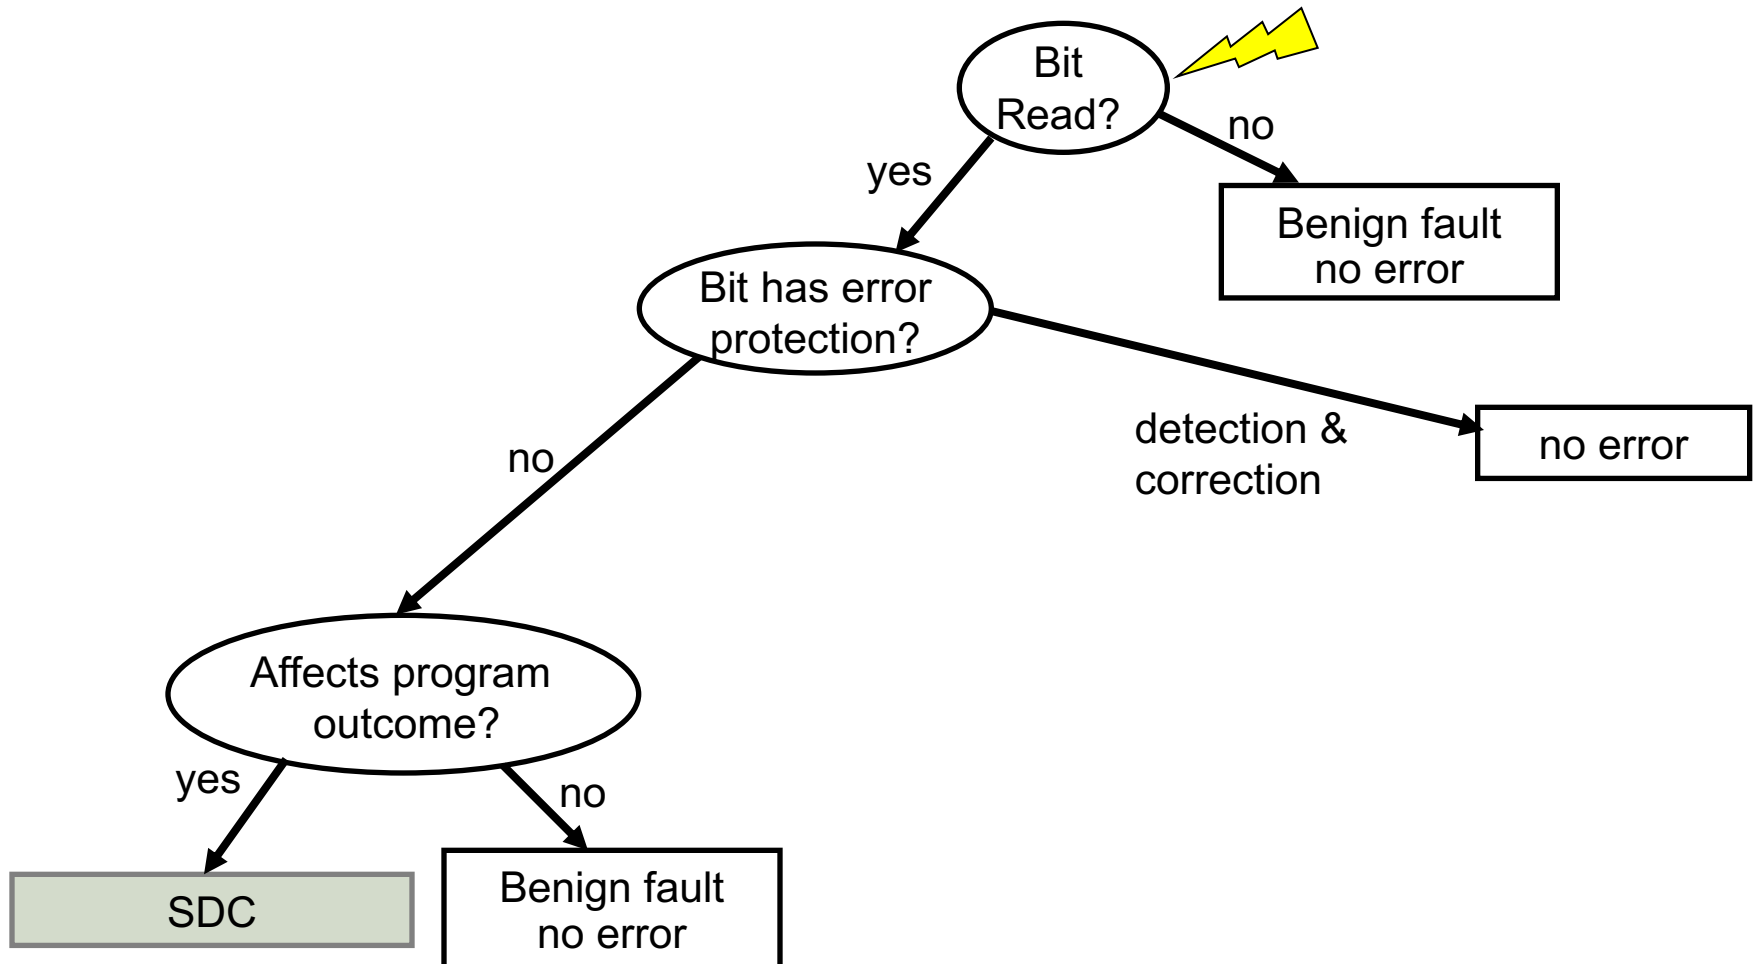 Bit
Read?
no
yes
Benign fault
no error
Bit has error
protection?
detection &
correction
no error
no
Affects program
outcome?
yes
no
SDC
Benign fault
no error